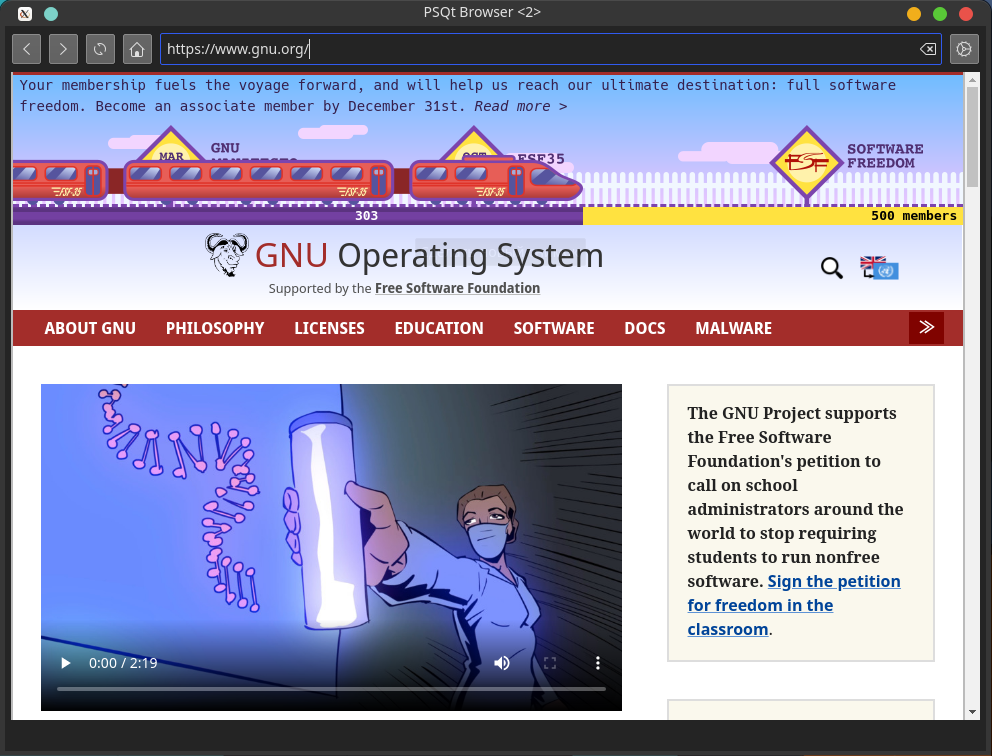 PSQt Browser <2>
https://www.gnu.org/
Your membership fuels the voyage forward, and will help us reach our ultimate destination: full software
freedom. Become an associate member by December 31st. Read more >
MAR
GNU
FSF35
SOFTWARE
FREEDOM
FSF
FSF35
FSF35
FSF35
303
500 members
GNU Operating System
Supported by the Free Software Foundation
ABOUT GNU PHILOSOPHY LICENSES EDUCATION SOFTWARE DOCS MALWARE
The GNU Project supports
the Free Software
Foundation's petition to
call on school
administrators around the
world to stop requiring
students to run nonfree
software. Sign the petition
for freedom in the
classroom.
0:00 / 2:19